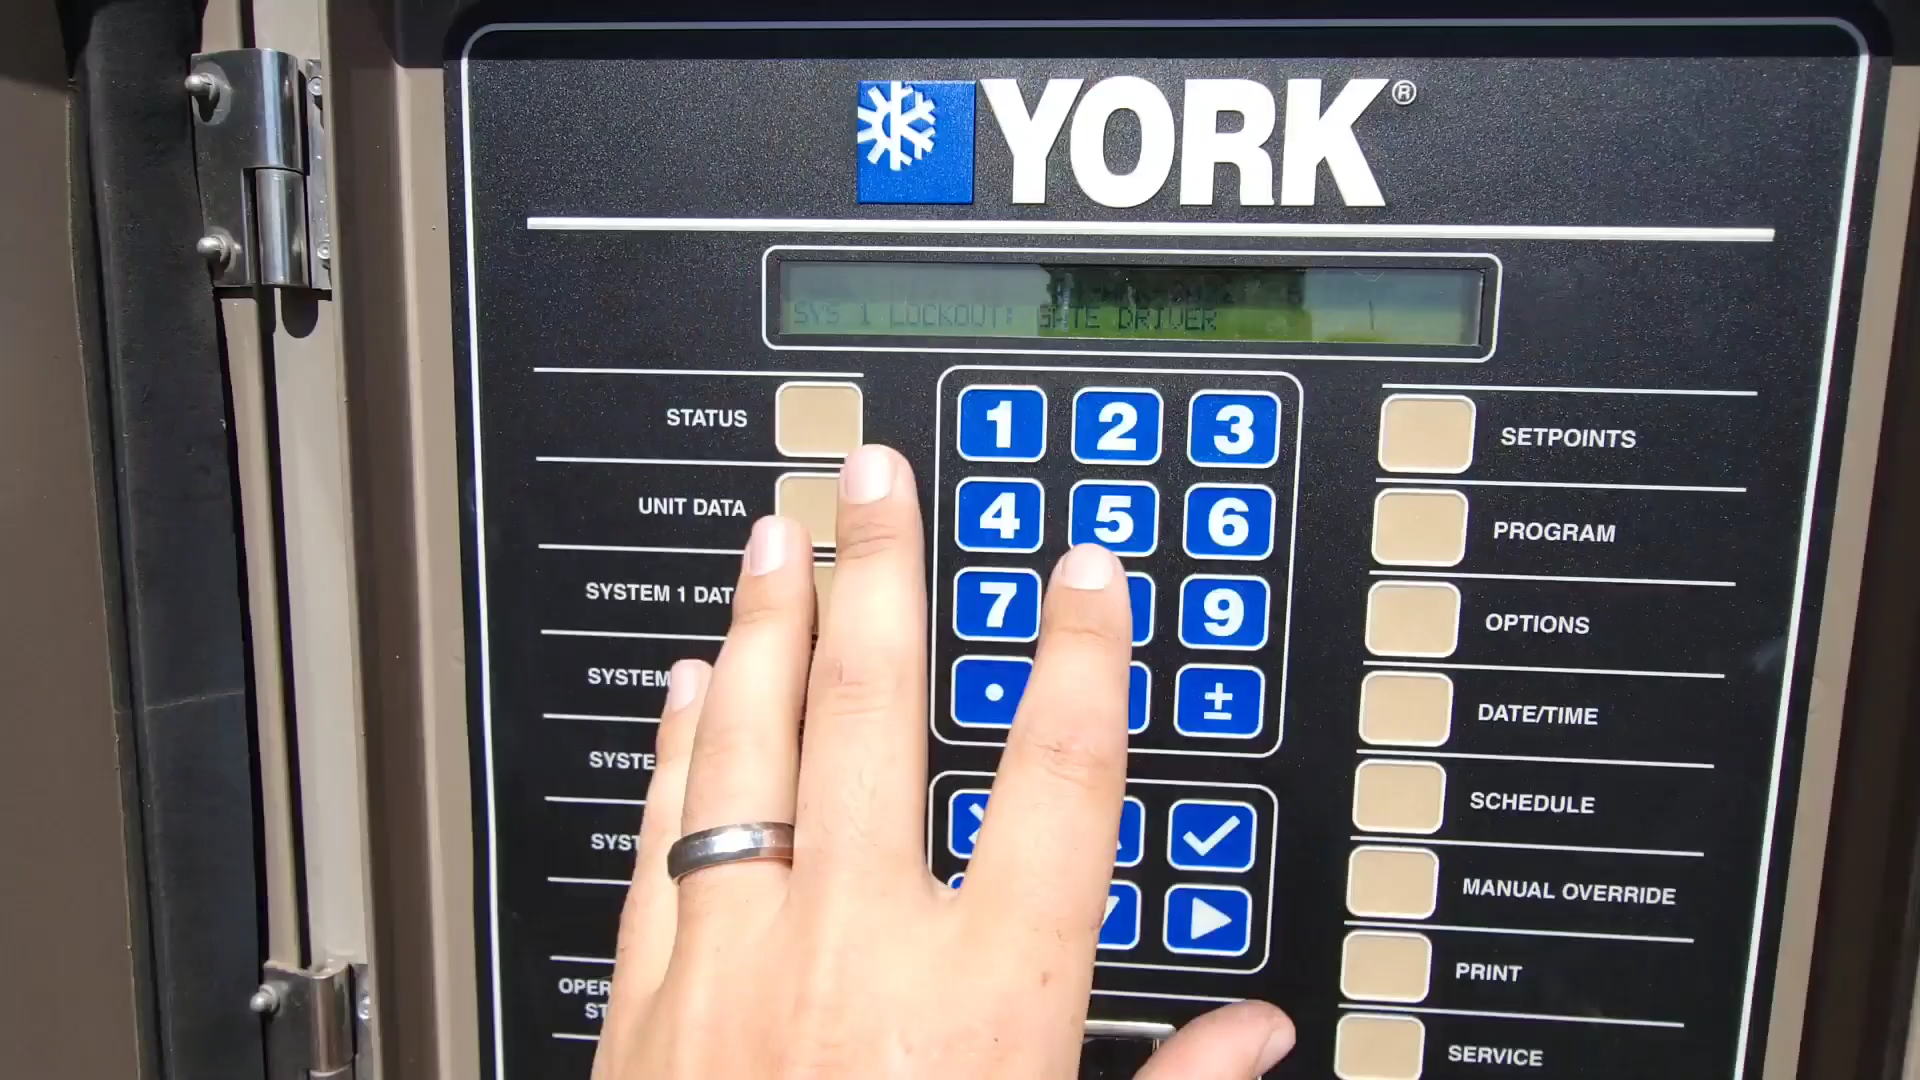 YORK®
SYS 1 LOCKOUT: GATE DRIVER
STATUS
UNIT DATA
SYSTEM 1 DAT
SYSTEM
SYSTE
SYST
OPER
ST
1 2 3
4 5 6
7 9
• ±
SETPOINTS
PROGRAM
OPTIONS
DATE/TIME
SCHEDULE
MANUAL OVERRIDE
PRINT
SERVICE